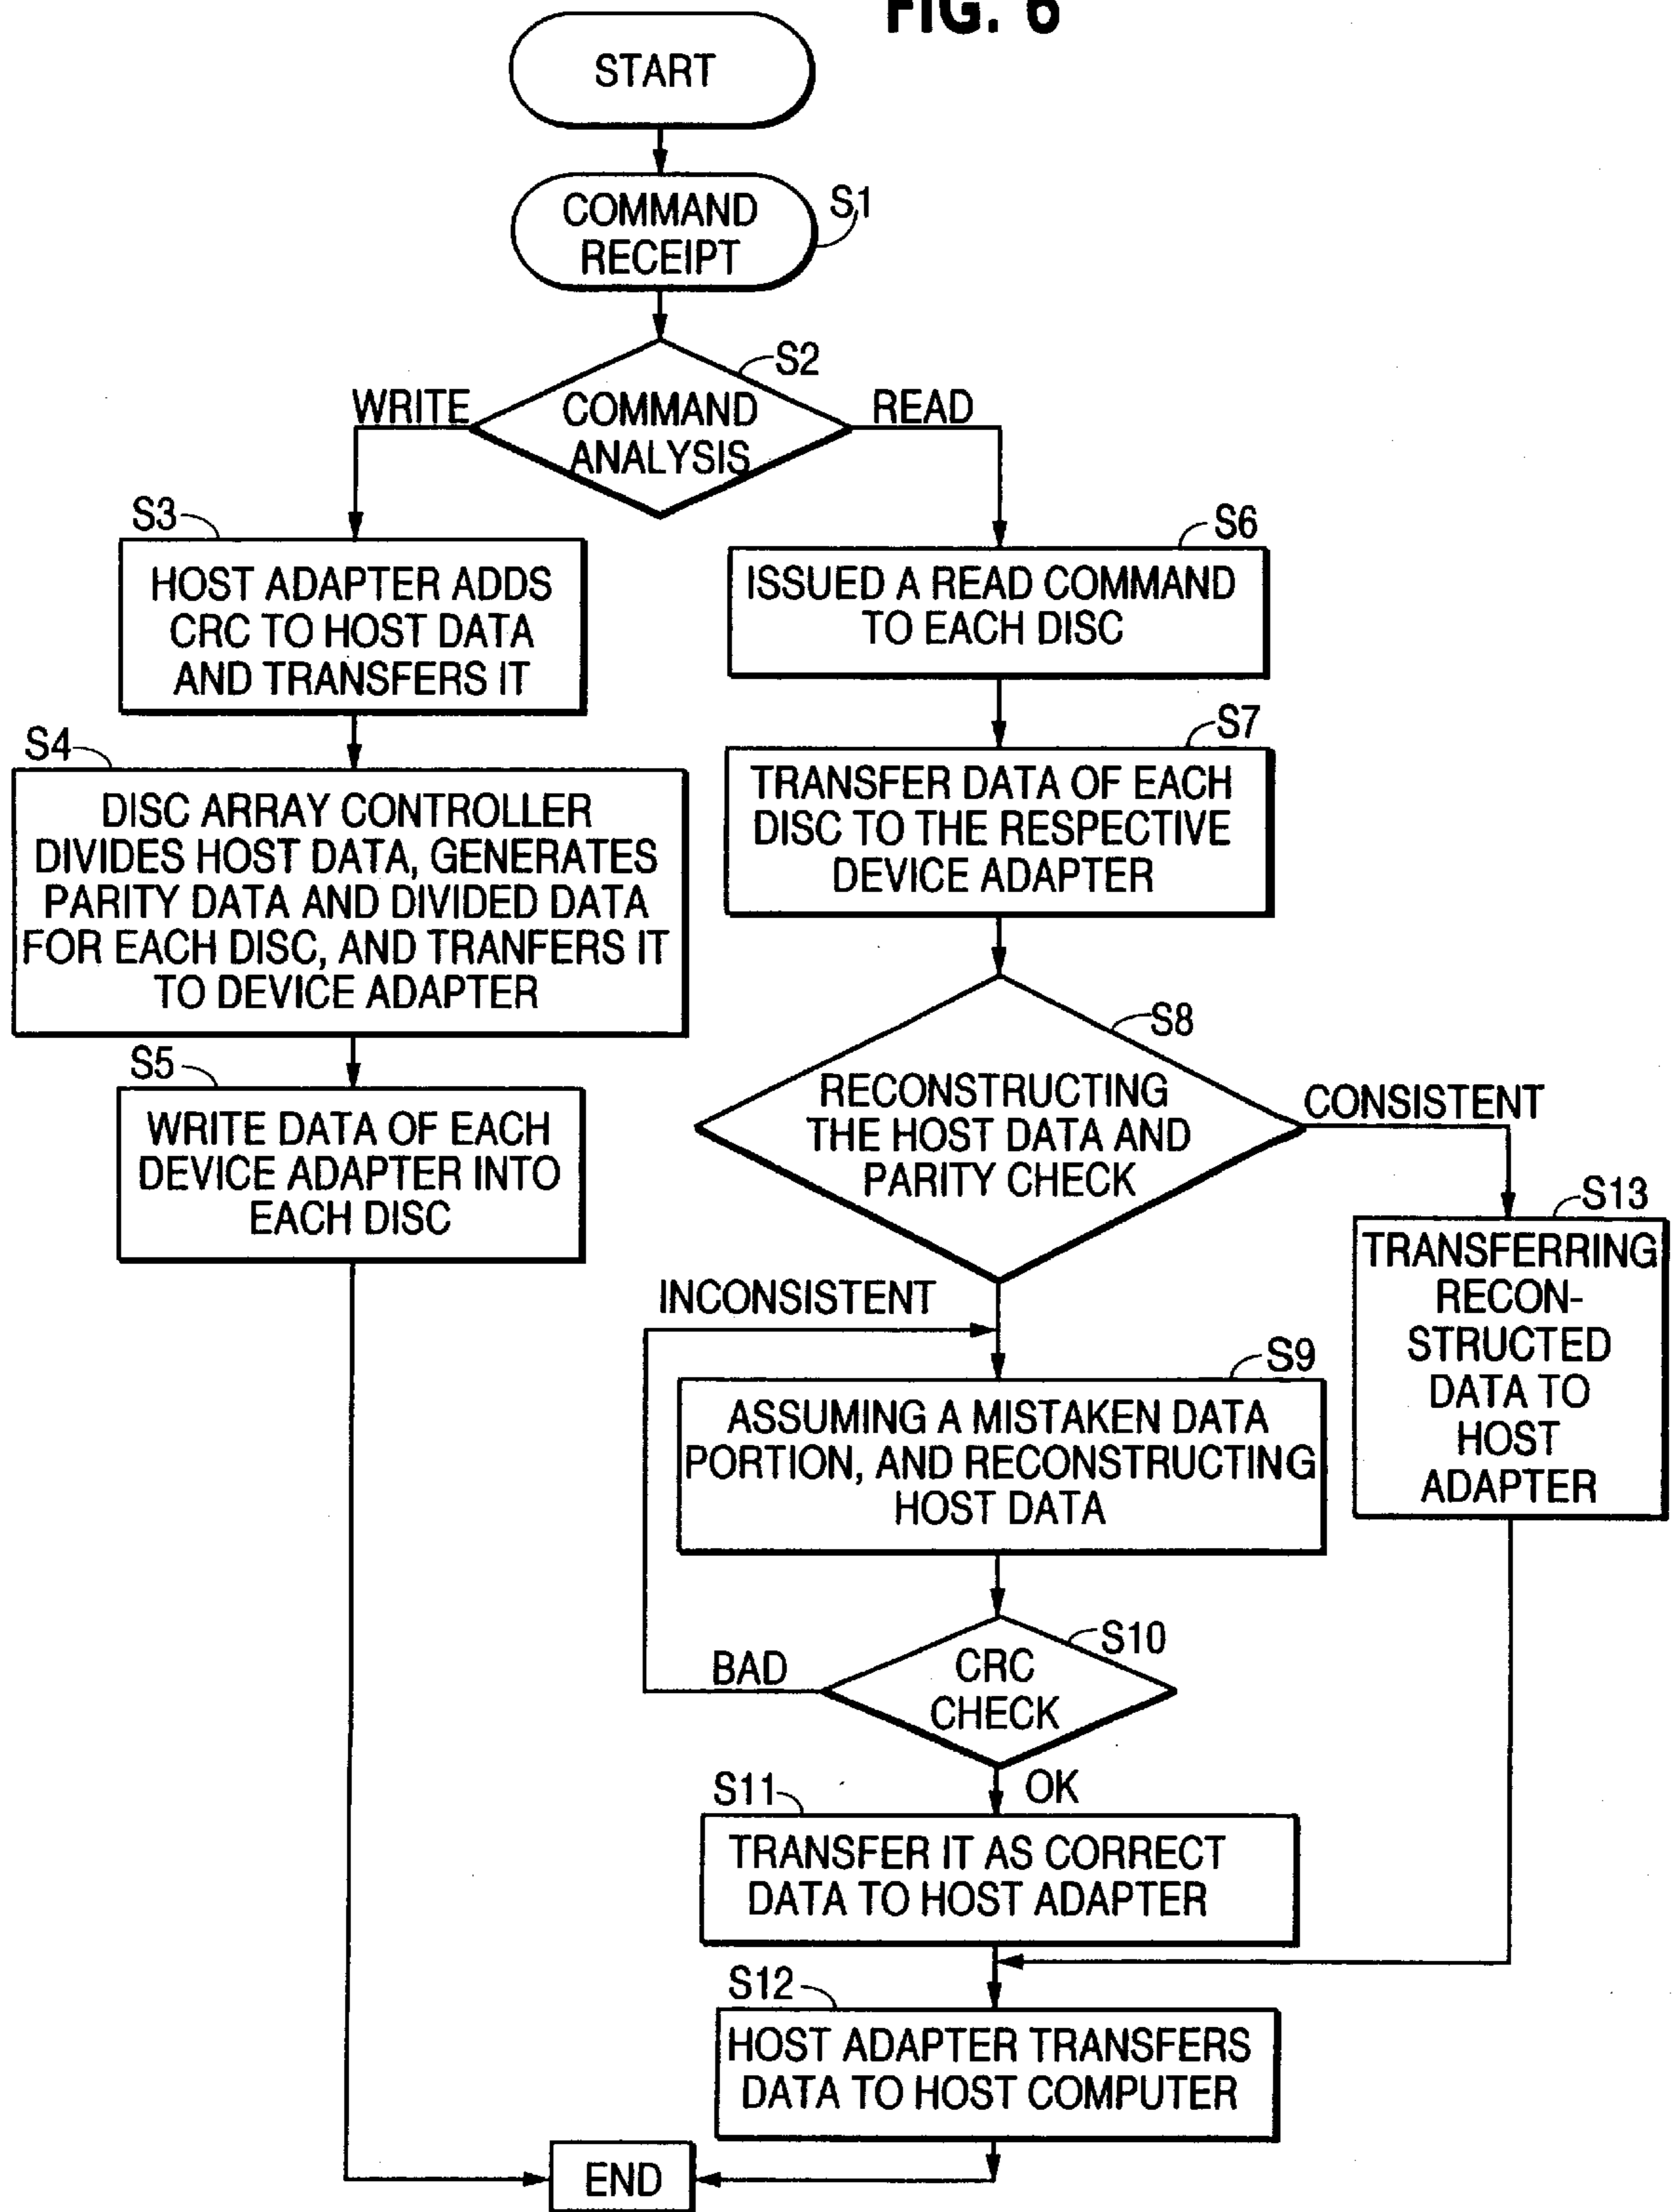 FIG. 6
START
COMMAND
RECEIPT
S1
S2
COMMAND
ANALYSIS
WRITE
READ
S3
HOST ADAPTER ADDS
CRC TO HOST DATA
AND TRANSFERS IT
S4
DISC ARRAY CONTROLLER
DIVIDES HOST DATA, GENERATES
PARITY DATA AND DIVIDED DATA
FOR EACH DISC, AND TRANFERS IT
TO DEVICE ADAPTER
S5
WRITE DATA OF EACH
DEVICE ADAPTER INTO
EACH DISC
S6
ISSUED A READ COMMAND
TO EACH DISC
S7
TRANSFER DATA OF EACH
DISC TO THE RESPECTIVE
DEVICE ADAPTER
S8
RECONSTRUCTING
THE HOST DATA AND
PARITY CHECK
CONSISTENT
S13
TRANSFERRING
RECON-
STRUCTED
DATA TO
HOST
ADAPTER
INCONSISTENT
S9
ASSUMING A MISTAKEN DATA
PORTION, AND RECONSTRUCTING
HOST DATA
S10
CRC
CHECK
BAD
OK
S11
TRANSFER IT AS CORRECT
DATA TO HOST ADAPTER
S12
HOST ADAPTER TRANSFERS
DATA TO HOST COMPUTER
END